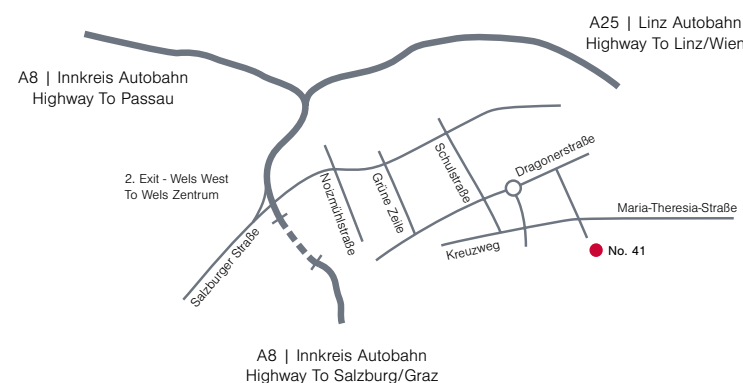 A25 | Linz Autobahn
Highway To Linz/Wien
A8 | Innkreis Autobahn
Highway To Passau
2. Exit - Wels West
To Wels Zentrum
Salzburger Straße
Noizmühlstraße
Grüne Zeile
Schulstraße
Dragonerstraße
Maria-Theresia-Straße
Kreuzweg
No. 41
A8 | Innkreis Autobahn
Highway To Salzburg/Graz